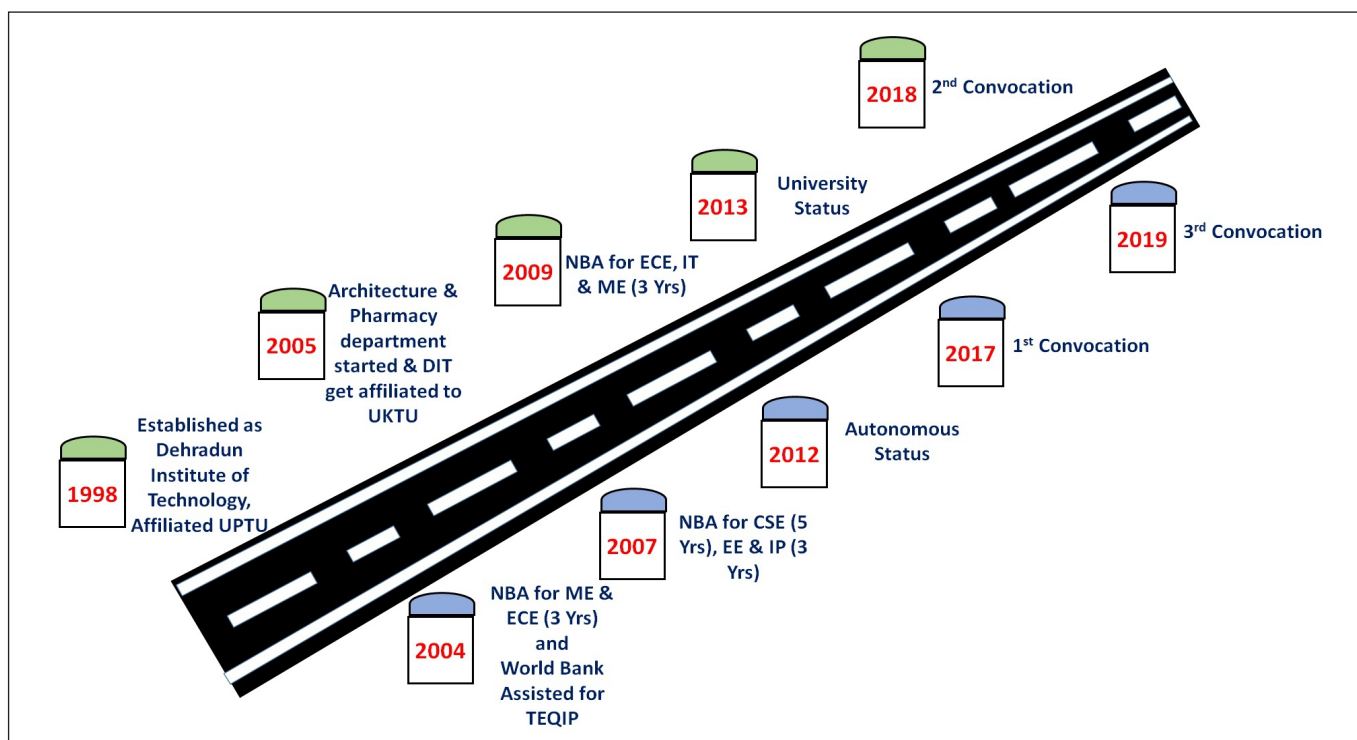 2018
2nd Convocation
2013
University
Status
2019
3rd Convocation
2009
NBA for ECE, IT
& ME (3 Yrs)
2005
Architecture &
Pharmacy
department
started & DIT
get affiliated to
UKTU
2017
1st Convocation
1998
Established as
Dehradun
Institute of
Technology,
Affiliated UPTU
2012
Autonomous
Status
2007
NBA for CSE (5
Yrs), EE & IP (3
Yrs)
2004
NBA for ME &
ECE (3 Yrs)
and
World Bank
Assisted for
TEQIP